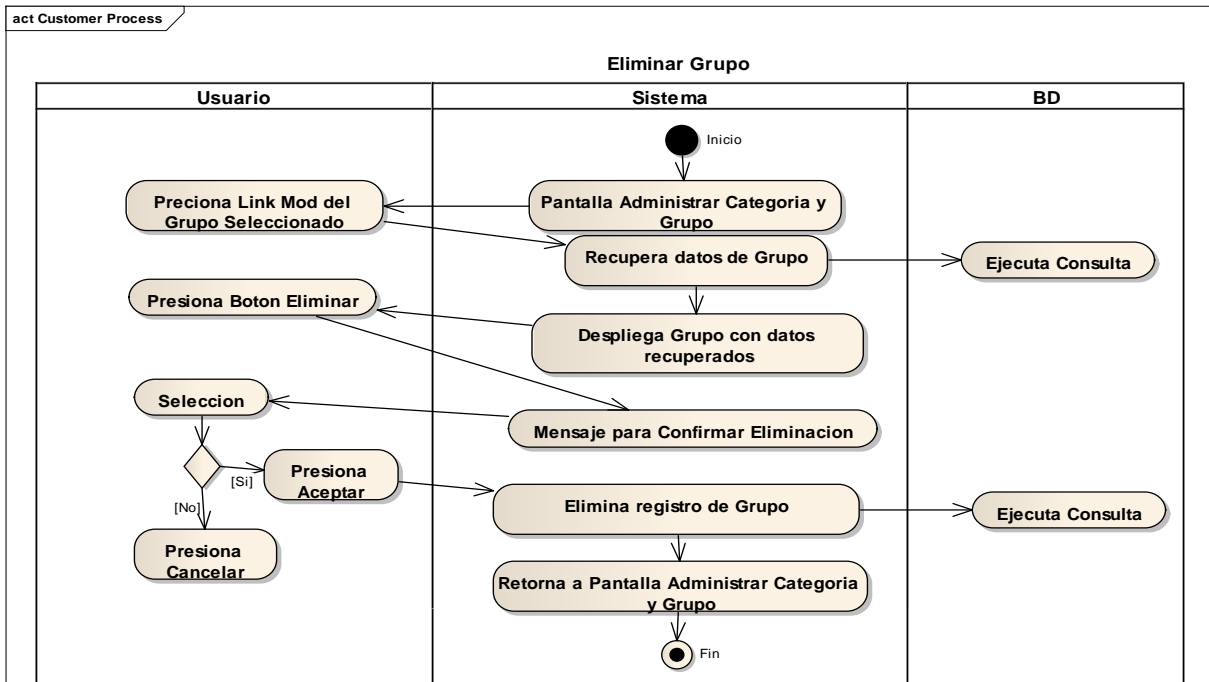 act Customer Process
Eliminar Grupo
Usuario
Sistema
BD
Inicio
Preciona Link Mod del
Grupo Seleccionado
Pantalla Administrar Categoria y
Grupo
Recupera datos de Grupo
Ejecuta Consulta
Presiona Boton Eliminar
Despliega Grupo con datos
recuperados
Seleccion
Mensaje para Confirmar Eliminacion
[Si]
Presiona
Aceptar
[No]
Elimina registro de Grupo
Ejecuta Consulta
Presiona
Cancelar
Retorna a Pantalla Administrar Categoria
y Grupo
Fin